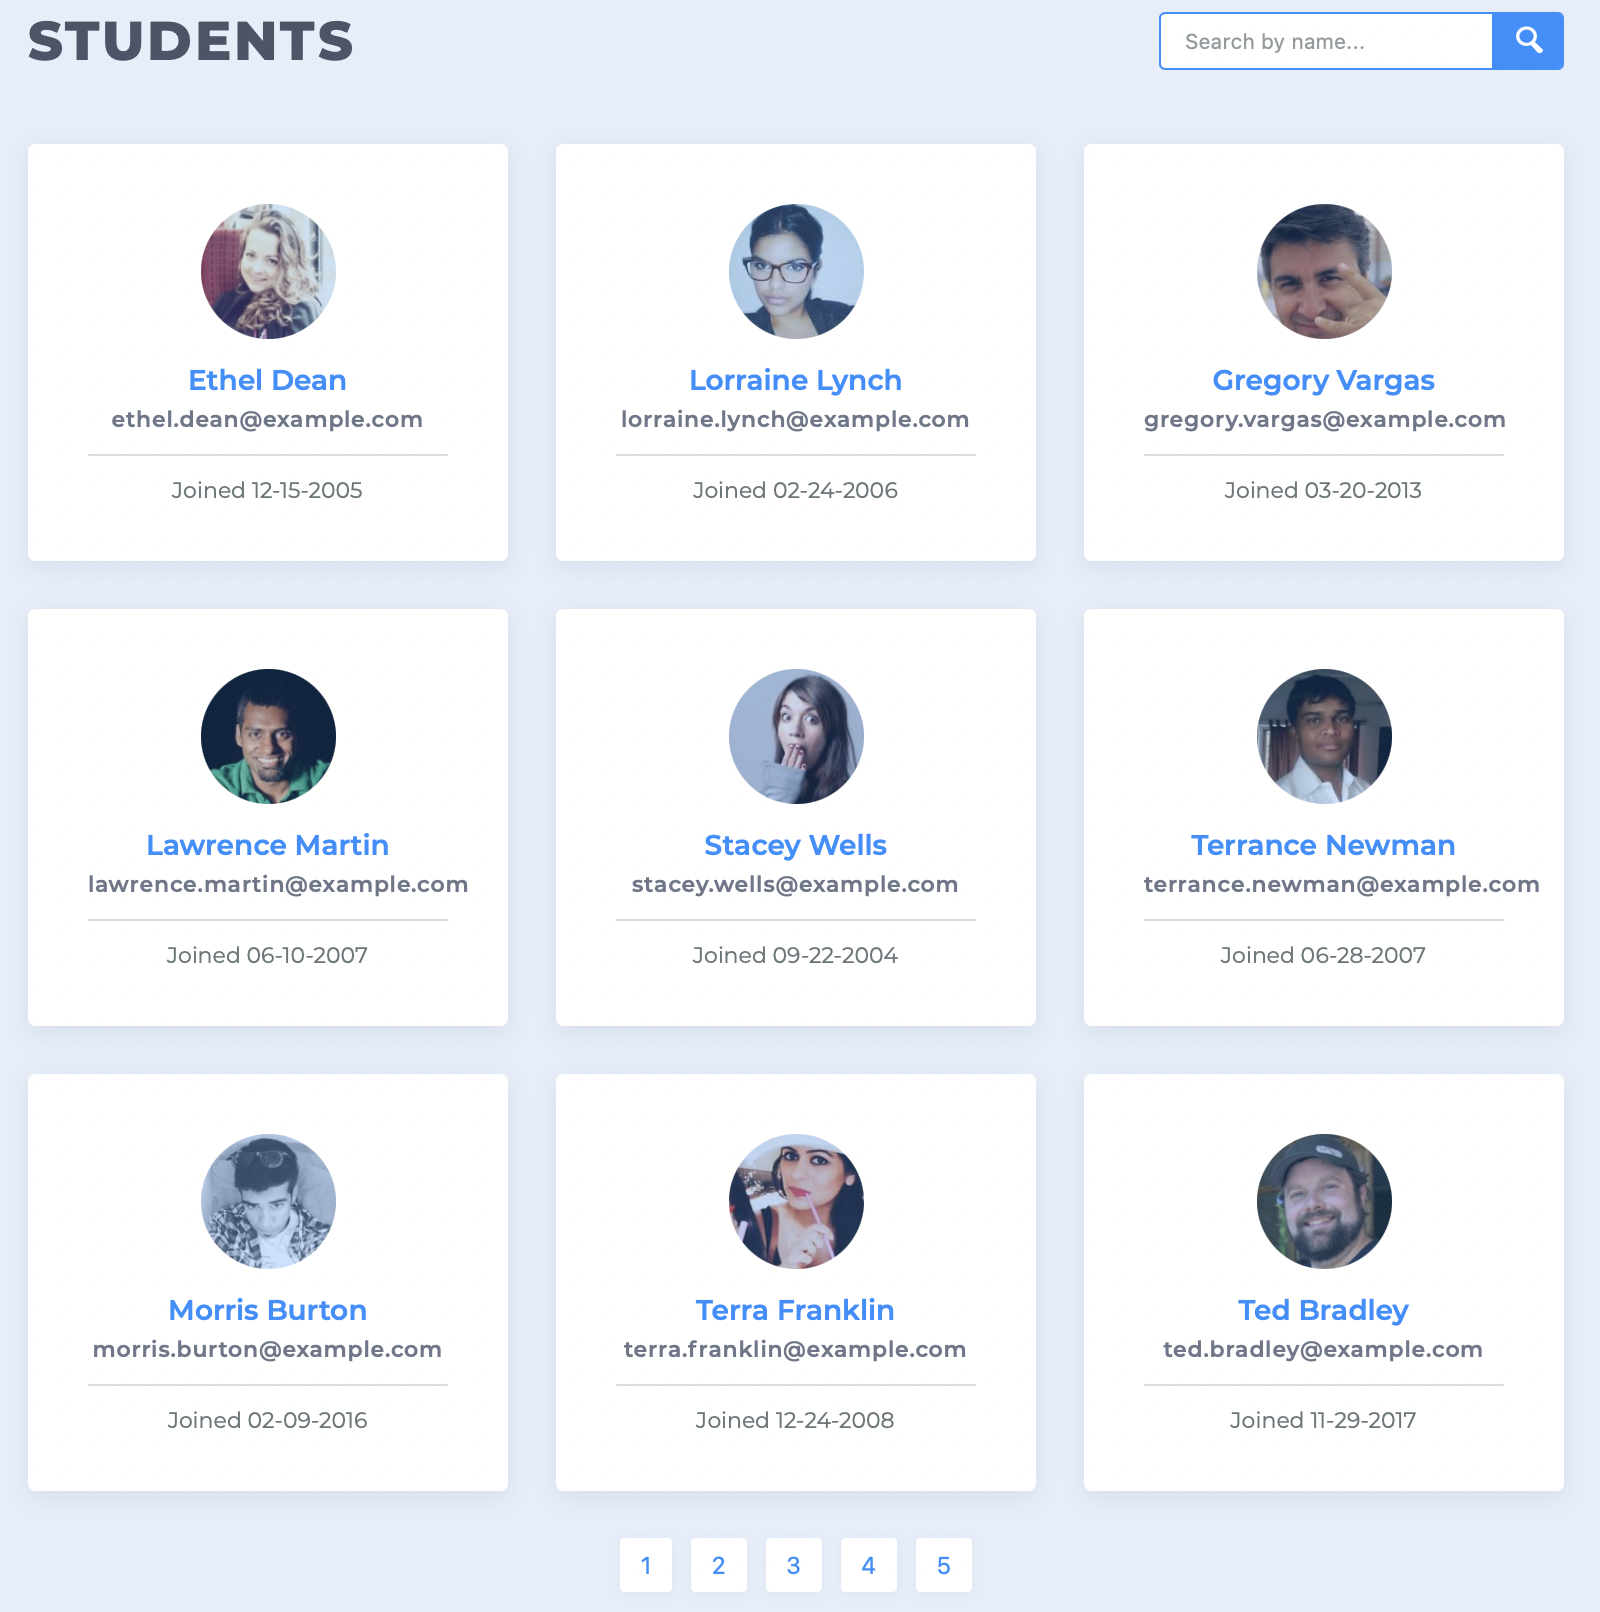 STUDENTS
Search by name...
Ethel Dean
ethel.dean@example.com
Joined 12-15-2005
Lorraine Lynch
lorraine.lynch@example.com
Joined 02-24-2006
Gregory Vargas
gregory.vargas@example.com
Joined 03-20-2013
Lawrence Martin
lawrence.martin@example.com
Joined 06-10-2007
Stacey Wells
stacey.wells@example.com
Joined 09-22-2004
Terrance Newman
terrance.newman@example.com
Joined 06-28-2007
Morris Burton
morris.burton@example.com
Joined 02-09-2016
Terra Franklin
terra.franklin@example.com
Joined 12-24-2008
Ted Bradley
ted.bradley@example.com
Joined 11-29-2017
1 2 3 4 5